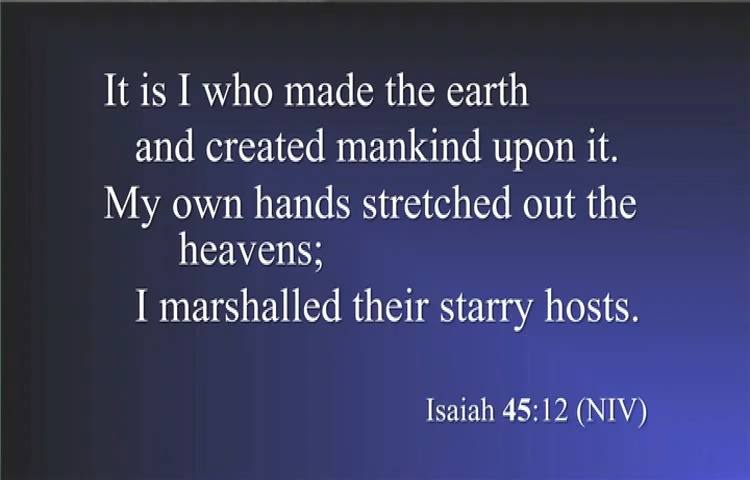 It is I who made the earth
and created mankind upon it.
My own hands stretched out the
heavens;
I marshalled their starry hosts.
Isaiah 45:12 (NIV)